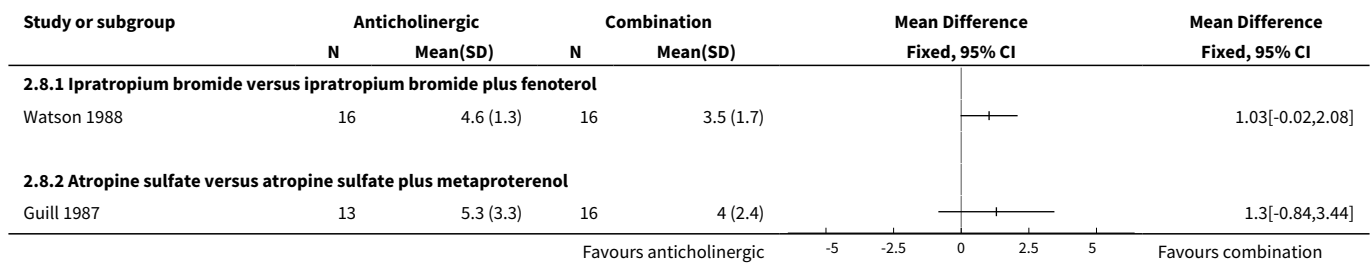 Study or subgroup Anticholinergic Combination Mean Difference Mean Difference
N Mean(SD) N Mean(SD) Fixed, 95% CI Fixed, 95% CI
2.8.1 Ipratropium bromide versus ipratropium bromide plus fenoterol
Watson 1988 16 4.6 (1.3) 16 3.5 (1.7) 1.03[-0.02,2.08]
2.8.2 Atropine sulfate versus atropine sulfate plus metaproterenol
Guill 1987 13 5.3 (3.3) 16 4 (2.4) 1.3[-0.84,3.44]
Favours anticholinergic -5 -2.5 0 2.5 5 Favours combination